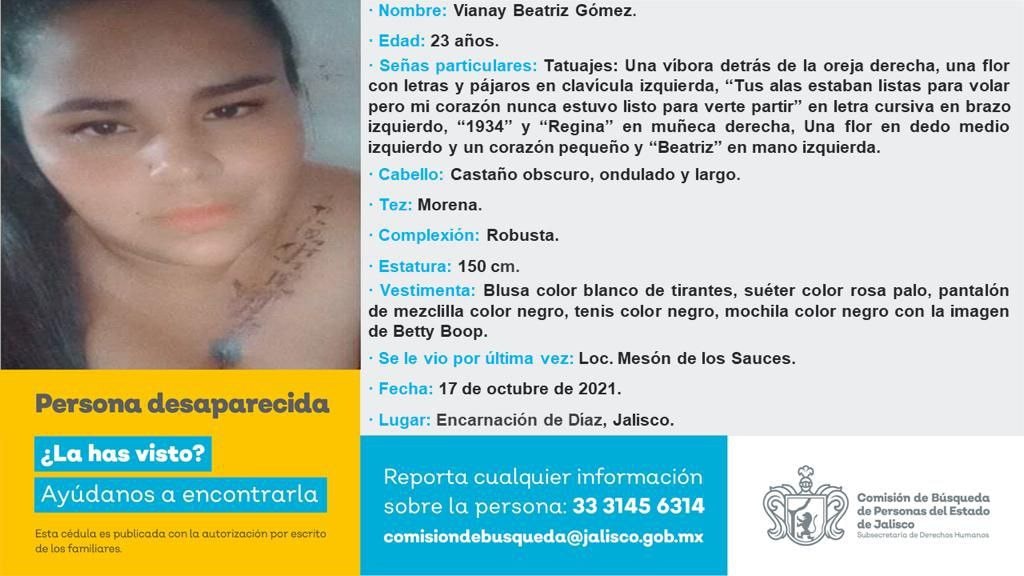 · Nombre: Vianay Beatriz Gómez.
· Edad: 23 años.
· Señas particulares: Tatuajes: Una víbora detrás de la oreja derecha, una flor
con letras y pájaros en clavícula izquierda, “Tus alas estaban listas para volar
pero mi corazón nunca estuvo listo para verte partir” en letra cursiva en brazo
izquierdo, “1934” y “Regina” en muñeca derecha, Una flor en dedo medio
izquierdo y un corazón pequeño y “Beatriz” en mano izquierda.
· Cabello: Castaño obscuro, ondulado y largo.
· Tez: Morena.
· Complexión: Robusta.
· Estatura: 150 cm.
· Vestimenta: Blusa color blanco de tirantes, suéter color rosa palo, pantalón
de mezclilla color negro, tenis color negro, mochila color negro con la imagen
de Betty Boop.
· Se le vio por última vez: Loc. Mesón de los Sauces.
· Fecha: 17 de octubre de 2021.
· Lugar: Encarnación de Díaz, Jalisco.
Persona desaparecida
¿La has visto?
Ayúdanos a encontrarla
Esta cédula es publicada con la autorización por escrito
de los familiares.
Reporta cualquier información
sobre la persona: 33 3145 6314
comisiondebusqueda@jalisco.gob.mx
Comisión de Búsqueda
de Personas del Estado
de Jalisco
Subsecretaría de Derechos Humanos